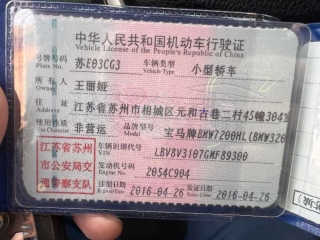 中华人民共和国机动车行驶证
Vehicle License of the People's Republic of China
号牌号码 苏E03CG3 车辆类型 小型轿车
Plate No. Vehicle Type
所有人 王丽娅
Owner
住址 江苏省苏州市相城区元和古巷二村45幢304室
Address
使用性质 非营运 品牌型号 宝马牌BMW7200HL(BMW320
江苏省苏州市公安局交通警察支队
车辆识别代号 LBV8V3107GMF89300
VIN
发动机号码 2054C904
Engine No.
注册日期 2016-04-26 发证日期 2016-04-26
Register Date Issue Date